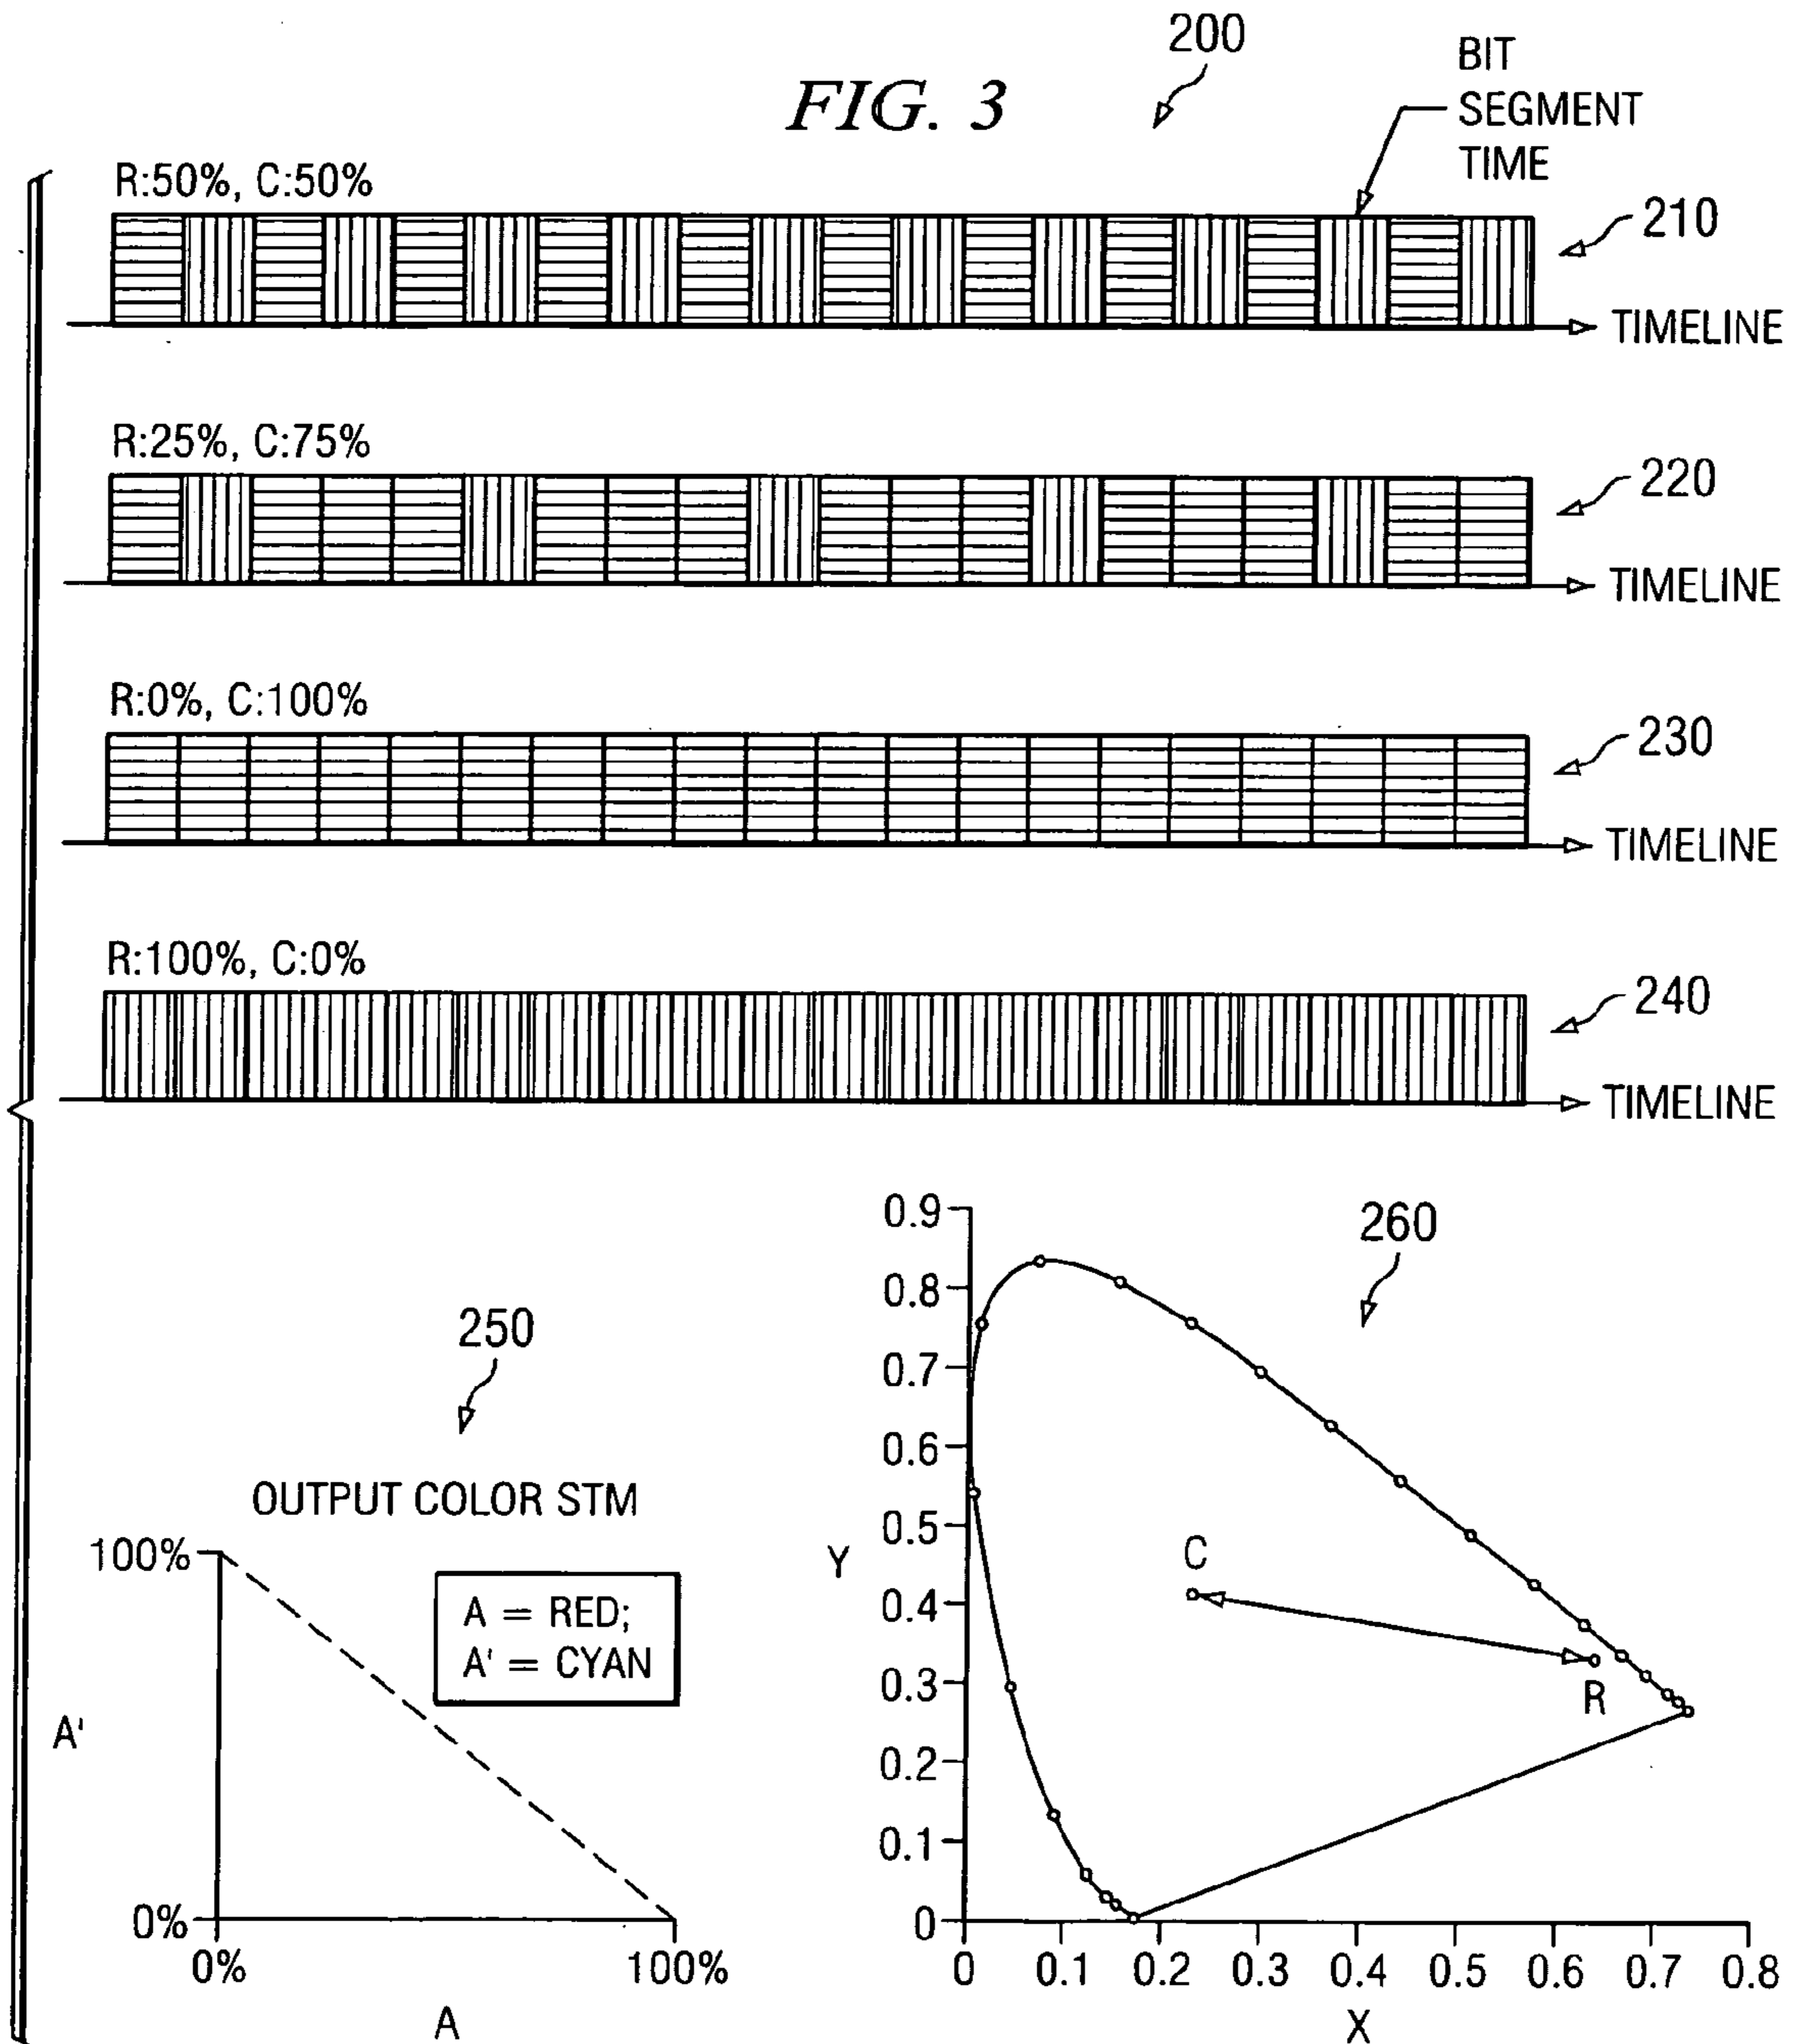 200
FIG. 3
BIT
SEGMENT
TIME
R:50%, C:50%
210
TIMELINE
R:25%, C:75%
220
TIMELINE
R:0%, C:100%
230
TIMELINE
R:100%, C:0%
240
TIMELINE
250
OUTPUT COLOR STM
100%
A = RED;
A' = CYAN
A'
0%
0%
100%
A
260
0.9
0.8
0.7
0.6
0.5
0.4
0.3
0.2
0.1
0
Y
C
R
0
0.1
0.2
0.3
0.4
0.5
0.6
0.7
0.8
X